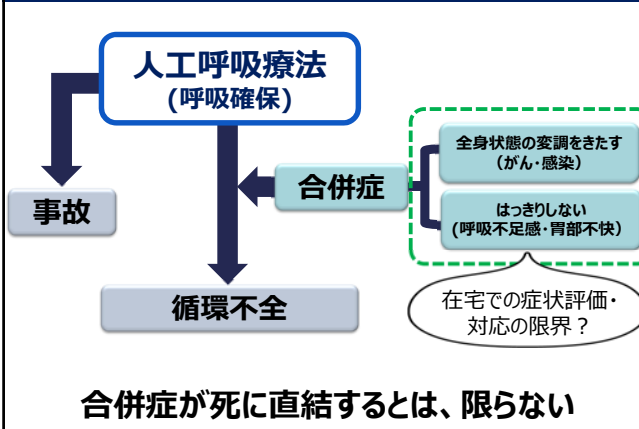 人工呼吸療法
(呼吸確保)
全身状態の変調をきたす
(がん・感染)
合併症
はっきりしない
(呼吸不足感・胃部不快)
事故
在宅での症状評価・
対応の限界？
循環不全
合併症が死に直結するとは、限らない